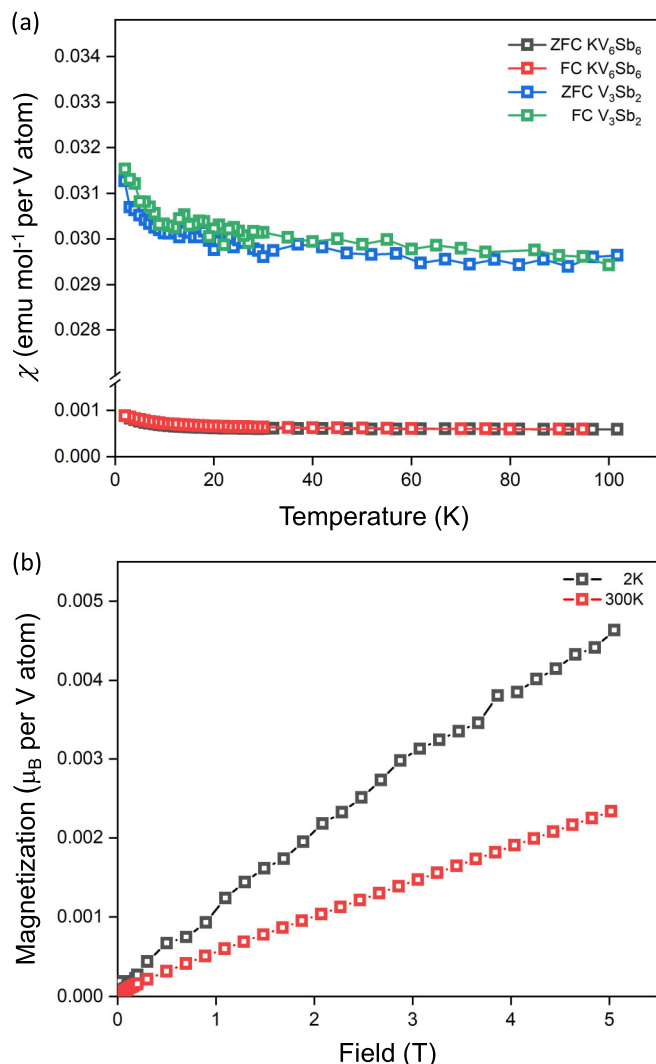 (a)
ZFC KV₆Sb₆
FC KV₆Sb₆
ZFC V₃Sb₂
FC V₃Sb₂
χ (emu mol⁻¹ per V atom)
0.034
0.033
0.032
0.031
0.030
0.029
0.028
0.001
0.000
0 20 40 60 80 100
Temperature (K)
(b)
2K
300K
Magnetization (μ_B per V atom)
0.005
0.004
0.003
0.002
0.001
0.000
0 1 2 3 4 5
Field (T)